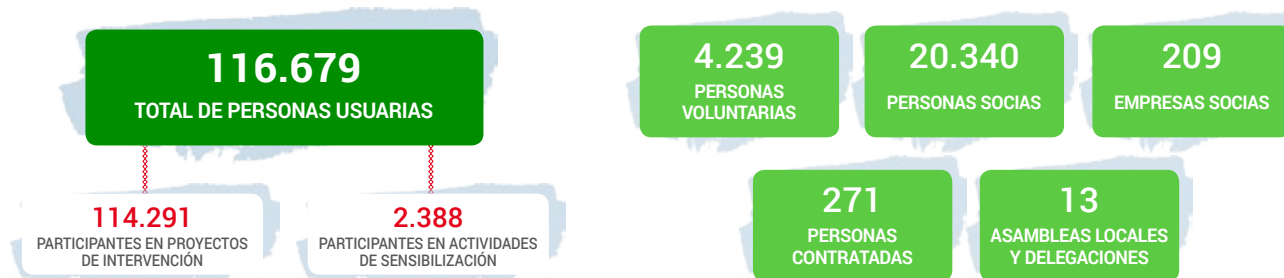 116.679
TOTAL DE PERSONAS USUARIAS
114.291
PARTICIPANTES EN PROYECTOS
DE INTERVENCIÓN
2.388
PARTICIPANTES EN ACTIVIDADES
DE SENSIBILIZACIÓN
4.239
PERSONAS
VOLUNTARIAS
20.340
PERSONAS SOCIAS
209
EMPRESAS SOCIAS
271
PERSONAS
CONTRATADAS
13
ASAMBLEAS LOCALES
Y DELEGACIONES